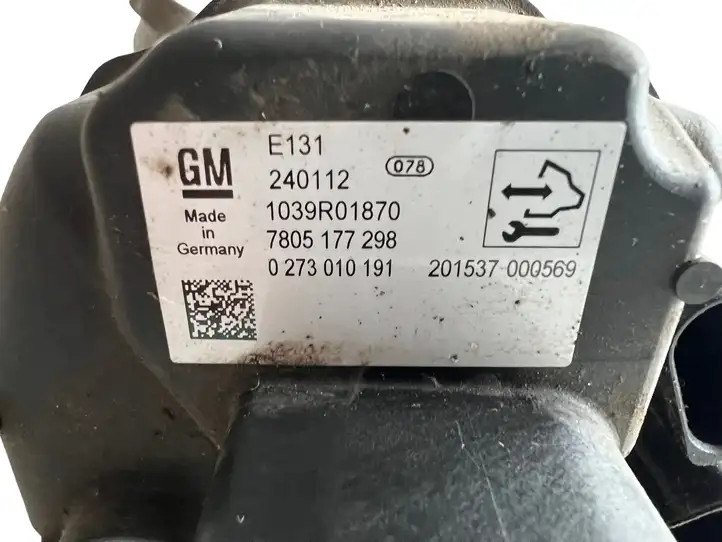 GM
Made
in
Germany
E131
240112
078
1039R01870
7805 177 298
0 273 010 191
201537 000569